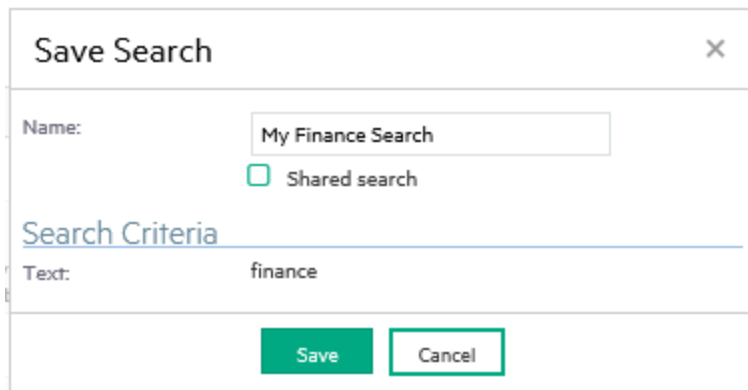 Save Search
Name:
My Finance Search
Shared search
Search Criteria
Text:
finance
Save
Cancel